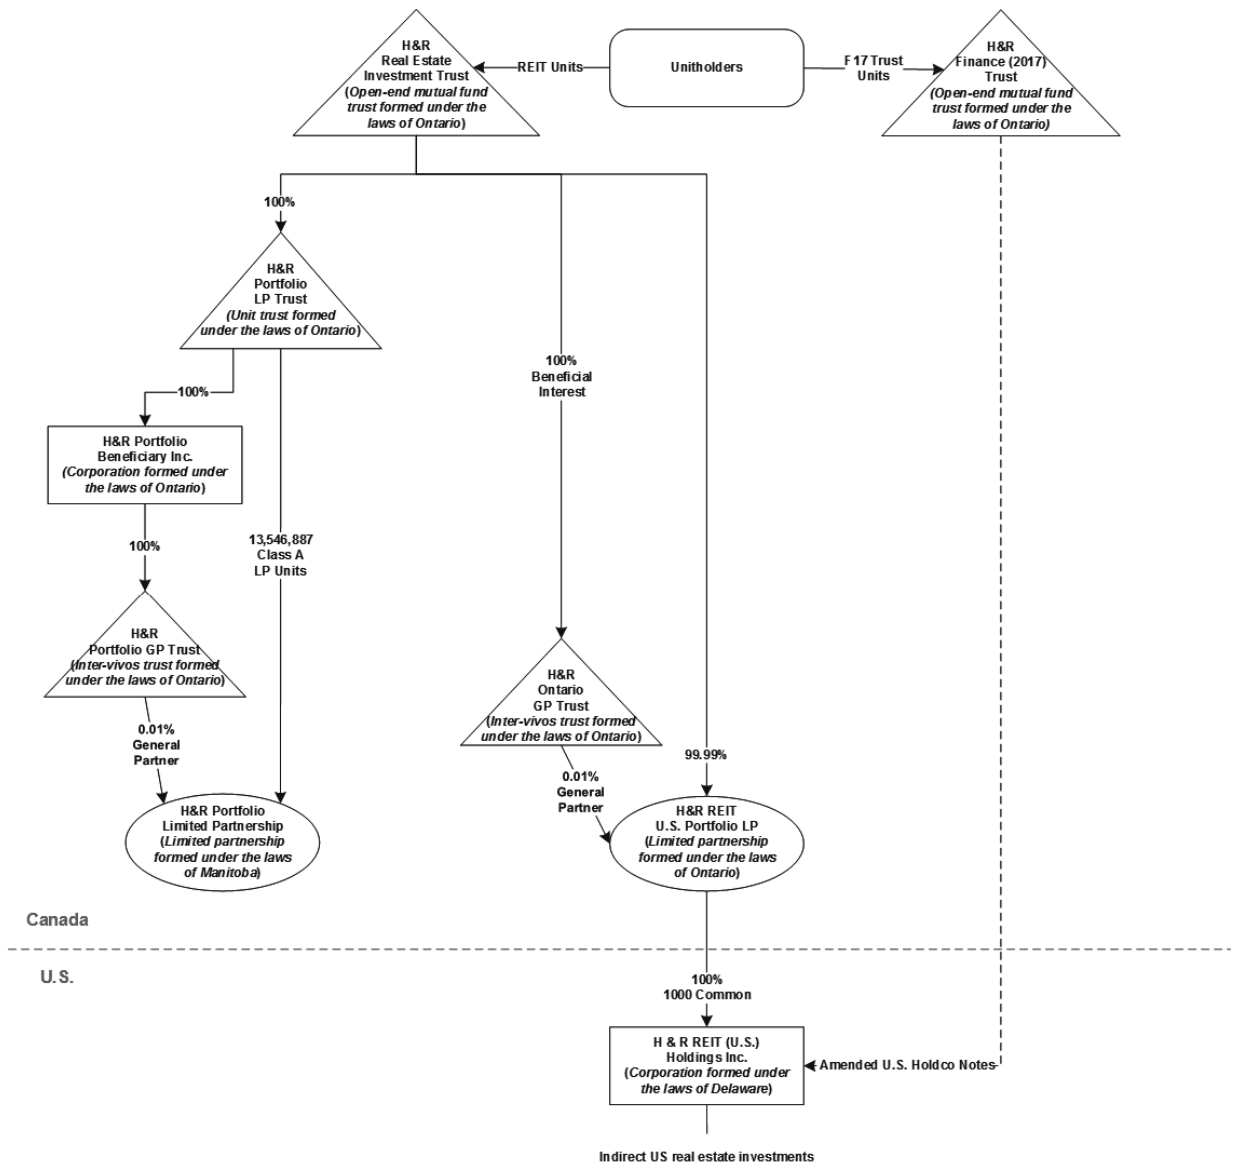 H&R
Real Estate
Investment Trust
(Open-end mutual fund
trust formed under the
laws of Ontario)
REIT Units
Unitholders
F17 Trust
Units
H&R
Finance (2017)
Trust
(Open-end mutual fund
trust formed under the
laws of Ontario)
100%
H&R
Portfolio
LP Trust
(Unit trust formed
under the laws of Ontario)
100%
Beneficial
Interest
100%
H&R Portfolio
Beneficiary Inc.
(Corporation formed under
the laws of Ontario)
100%
13,546,887
Class A
LP Units
H&R
Portfolio GP Trust
(Inter-vivos trust formed
under the laws of Ontario)
H&R
Ontario
GP Trust
(Inter-vivos trust formed
under the laws of Ontario)
0.01%
General
Partner
99.99%
0.01%
General
Partner
H&R Portfolio
Limited Partnership
(Limited partnership
formed under the laws
of Manitoba)
H&R REIT
U.S. Portfolio LP
(Limited partnership
formed under the laws
of Ontario)
Canada
U.S.
100%
1000 Common
H & R REIT (U.S.)
Holdings Inc.
(Corporation formed under
the laws of Delaware)
Amended U.S. Holdco Notes
Indirect US real estate investments